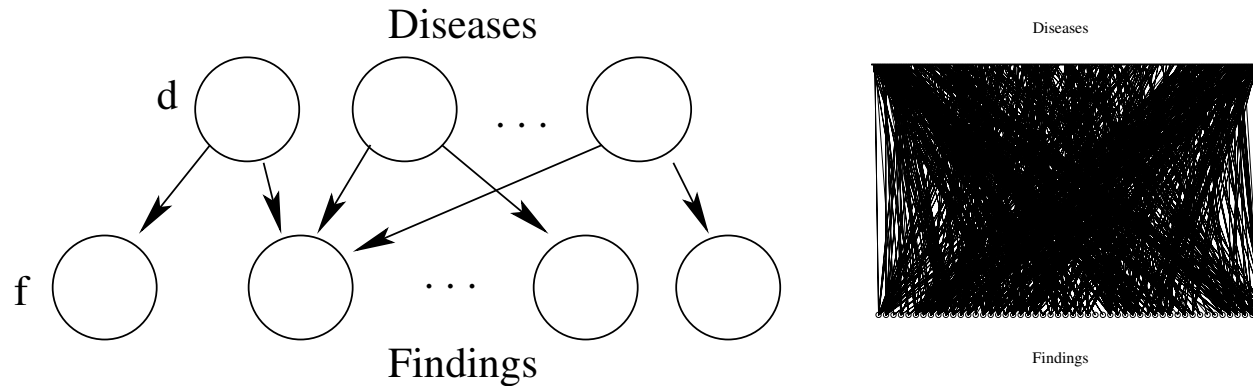 Diseases
d
. . .
f
. . .
Findings
Diseases
Findings